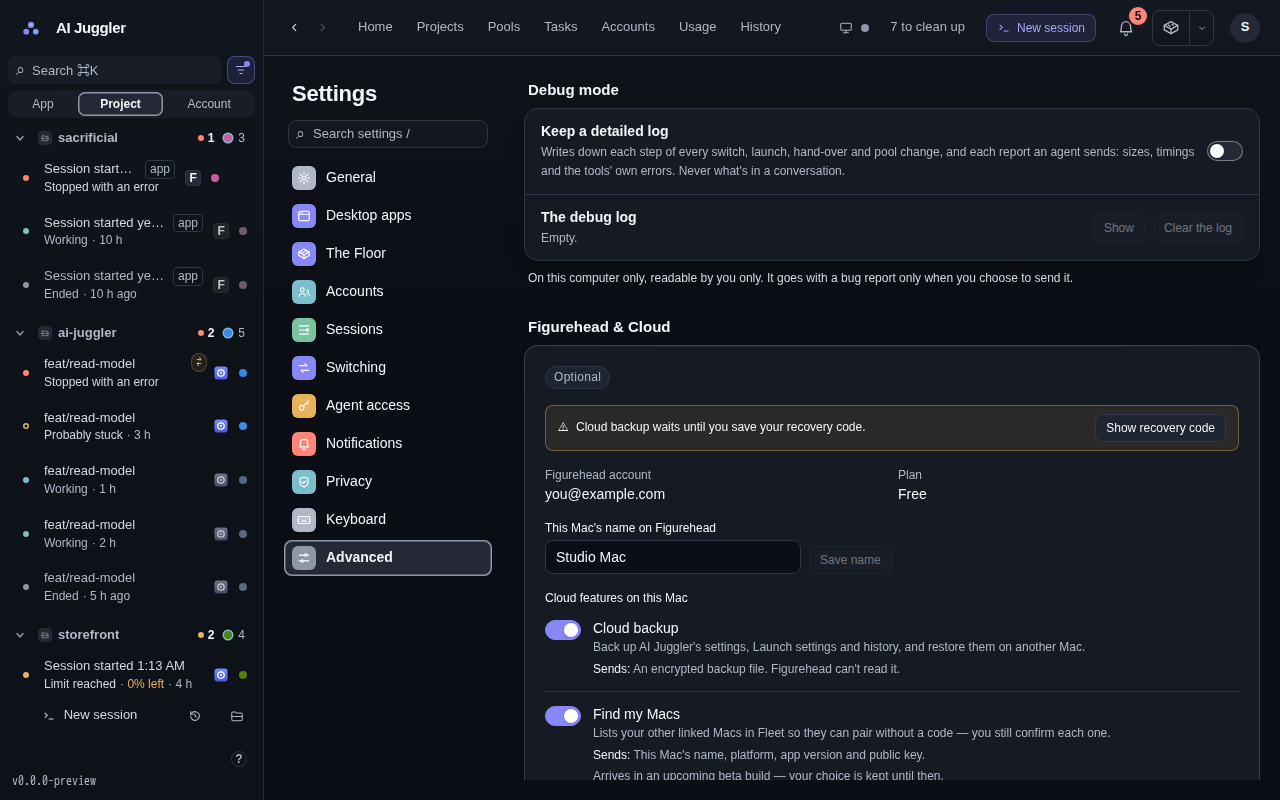 AI Juggler
Search ⌘K
App
Project
Account
sacrificial
1
3
Session start…
app
Stopped with an error
F
Session started ye…
app
Working · 10 h
F
Session started ye…
app
Ended · 10 h ago
F
ai-juggler
2
5
feat/read-model
Stopped with an error
feat/read-model
Probably stuck · 3 h
feat/read-model
Working · 1 h
feat/read-model
Working · 2 h
feat/read-model
Ended · 5 h ago
storefront
2
4
Session started 1:13 AM
Limit reached · 0% left · 4 h
New session
?
v0.0.0-preview
Home
Projects
Pools
Tasks
Accounts
Usage
History
7 to clean up
New session
5
S
Settings
Search settings /
General
Desktop apps
The Floor
Accounts
Sessions
Switching
Agent access
Notifications
Privacy
Keyboard
Advanced
Debug mode
Keep a detailed log
Writes down each step of every switch, launch, hand-over and pool change, and each report an agent sends: sizes, timings
and the tools' own errors. Never what's in a conversation.
The debug log
Empty.
Show
Clear the log
On this computer only, readable by you only. It goes with a bug report only when you choose to send it.
Figurehead & Cloud
Optional
Cloud backup waits until you save your recovery code.
Show recovery code
Figurehead account
you@example.com
Plan
Free
This Mac's name on Figurehead
Studio Mac
Save name
Cloud features on this Mac
Cloud backup
Back up AI Juggler's settings, Launch settings and history, and restore them on another Mac.
Sends: An encrypted backup file. Figurehead can't read it.
Find my Macs
Lists your other linked Macs in Fleet so they can pair without a code — you still confirm each one.
Sends: This Mac's name, platform, app version and public key.
Arrives in an upcoming beta build — your choice is kept until then.